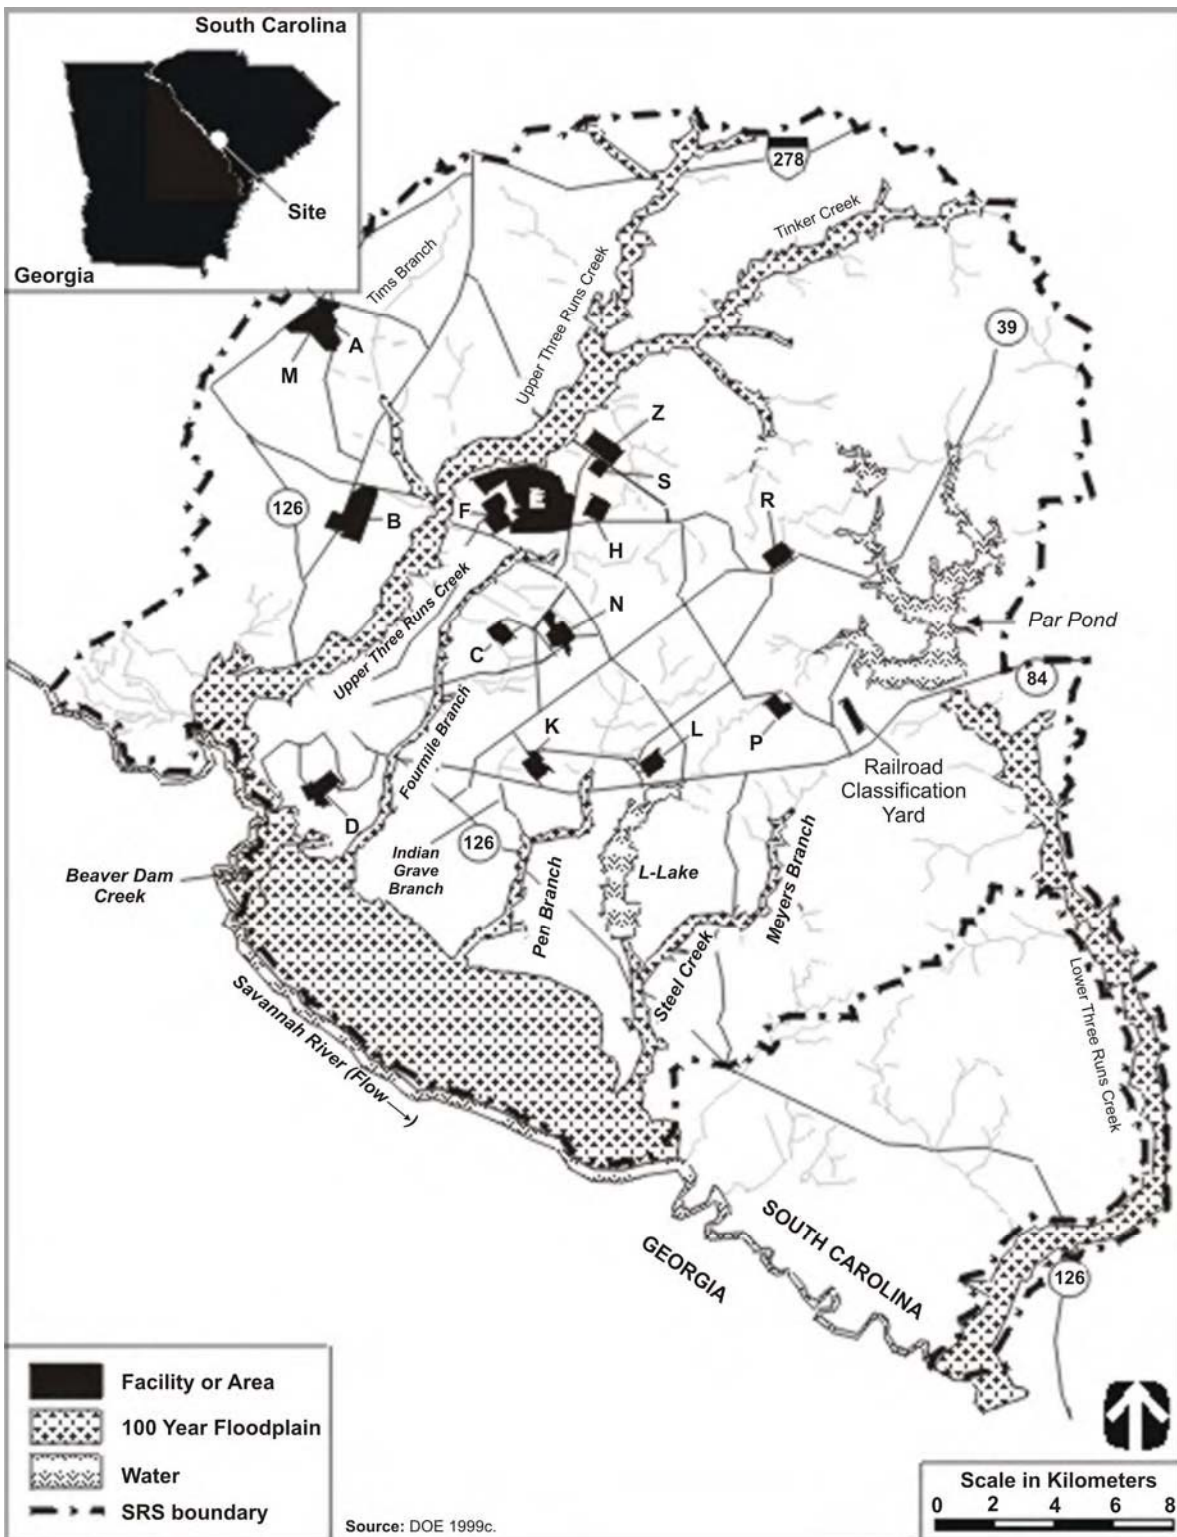 South Carolina
Site
Georgia
278
Tinker Creek
Tims Branch
Upper Three Runs Creek
39
A
M
Z
S
E
126
B
F
R
H
Upper Three Runs Creek
N
C
Par Pond
84
Fourmile Branch
K
L
P
Railroad
Classification
Yard
D
126
Indian
Grave
Branch
Beaver Dam
Creek
L-Lake
Pen Branch
Meyers Branch
Steel Creek
Lower Three Runs Creek
Savannah River (Flow →)
SOUTH CAROLINA
GEORGIA
126
Facility or Area
100 Year Floodplain
Water
SRS boundary
Source: DOE 1999c.
Scale in Kilometers
0 2 4 6 8